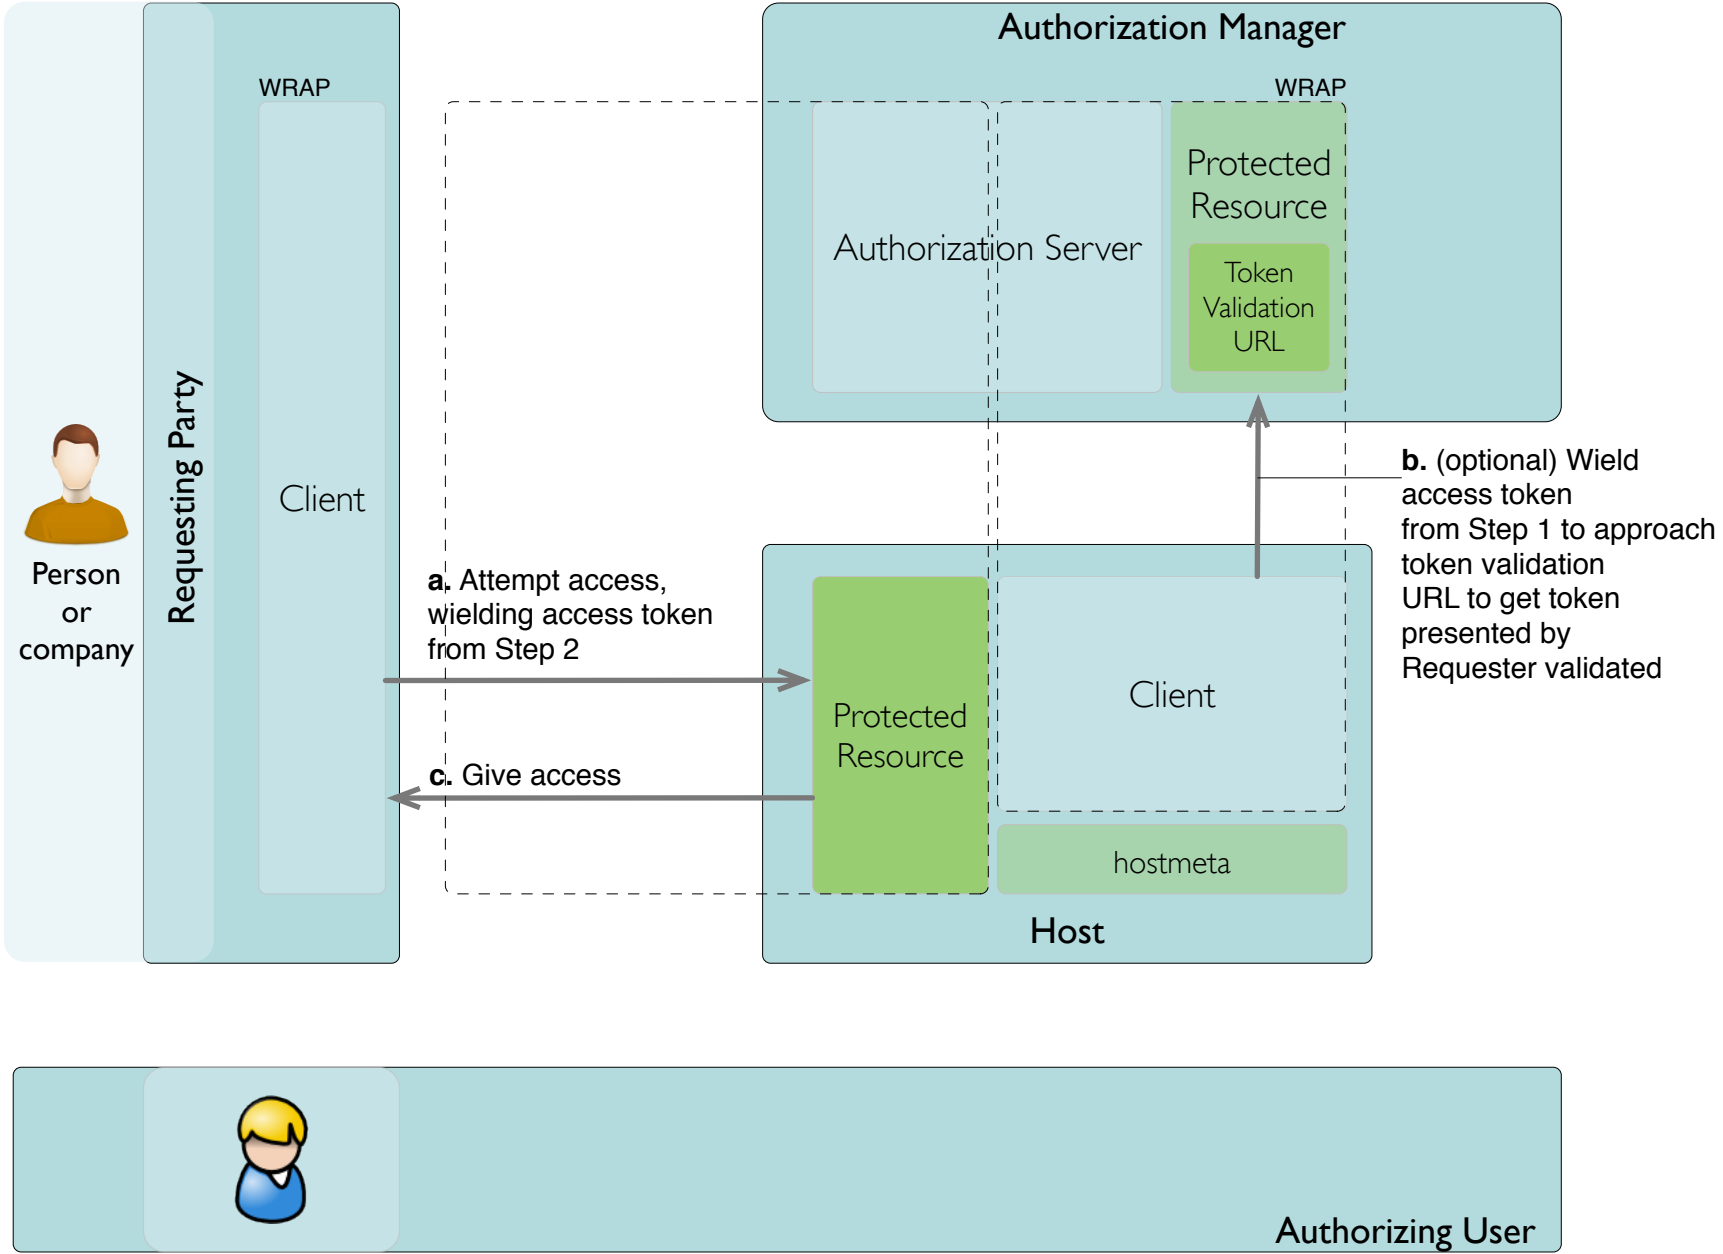 Authorization Manager
WRAP
WRAP
Protected
Resource
Authorization Server
Token
Validation
URL
Requesting Party
Client
Person
or
company
a. Attempt access,
wielding access token
from Step 2
b. (optional) Wield
access token
from Step 1 to approach
token validation
URL to get token
presented by
Requester validated
Protected
Resource
Client
c. Give access
hostmeta
Host
Authorizing User